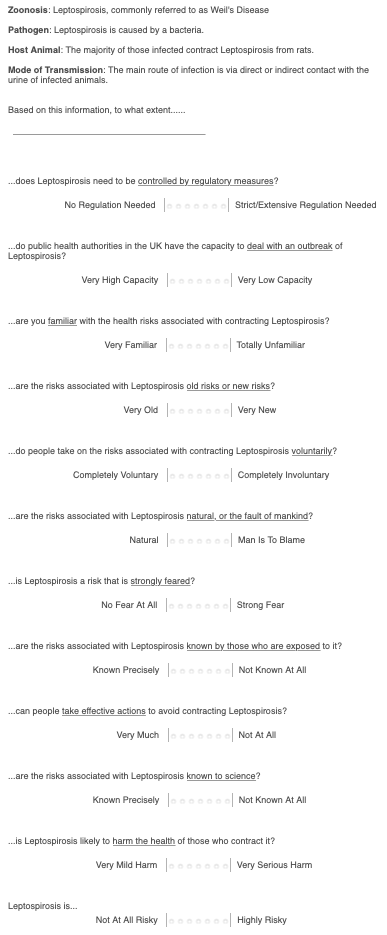 Zoonosis: Leptospirosis, commonly referred to as Weil's Disease
Pathogen: Leptospirosis is caused by a bacteria.
Host Animal: The majority of those infected contract Leptospirosis from rats.
Mode of Transmission: The main route of infection is via direct or indirect contact with the
urine of infected animals.
Based on this information, to what extent......
...does Leptospirosis need to be controlled by regulatory measures?
No Regulation Needed Strict/Extensive Regulation Needed
...do public health authorities in the UK have the capacity to deal with an outbreak of
Leptospirosis?
Very High Capacity Very Low Capacity
...are you familiar with the health risks associated with contracting Leptospirosis?
Very Familiar Totally Unfamiliar
...are the risks associated with Leptospirosis old risks or new risks?
Very Old Very New
...do people take on the risks associated with contracting Leptospirosis voluntarily?
Completely Voluntary Completely Involuntary
...are the risks associated with Leptospirosis natural, or the fault of mankind?
Natural Man Is To Blame
...is Leptospirosis a risk that is strongly feared?
No Fear At All Strong Fear
...are the risks associated with Leptospirosis known by those who are exposed to it?
Known Precisely Not Known At All
...can people take effective actions to avoid contracting Leptospirosis?
Very Much Not At All
...are the risks associated with Leptospirosis known to science?
Known Precisely Not Known At All
...is Leptospirosis likely to harm the health of those who contract it?
Very Mild Harm Very Serious Harm
Leptospirosis is...
Not At All Risky Highly Risky